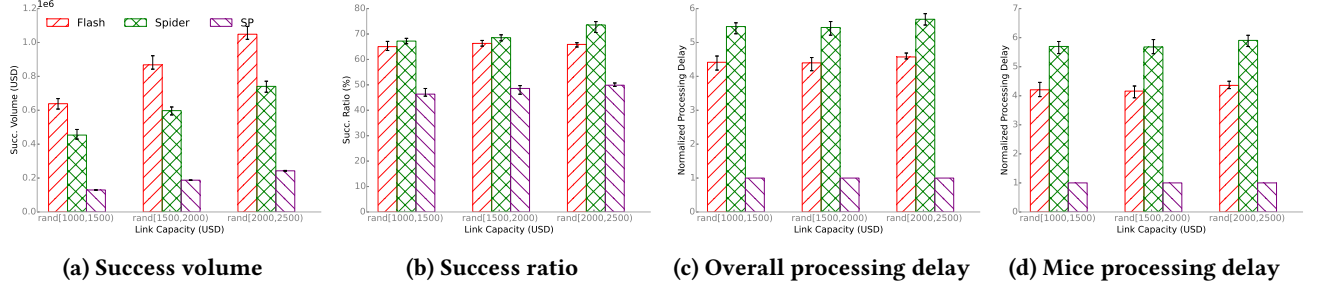 1e6
1.2
1.0
0.8
0.6
0.4
0.2
0.0
Succ. Volume (USD)
Flash Spider SP
rand[1000,1500) rand[1500,2000) rand[2000,2500)
Link Capacity (USD)
(a) Success volume
80
70
60
50
40
30
20
10
0
Succ. Ratio (%)
rand[1000,1500) rand[1500,2000) rand[2000,2500)
Link Capacity (USD)
(b) Success ratio
6
5
4
3
2
1
0
Normalized Processing Delay
rand[1000,1500) rand[1500,2000) rand[2000,2500)
Link Capacity (USD)
(c) Overall processing delay
7
6
5
4
3
2
1
0
Normalized Processing Delay
rand[1000,1500) rand[1500,2000) rand[2000,2500)
Link Capacity (USD)
(d) Mice processing delay